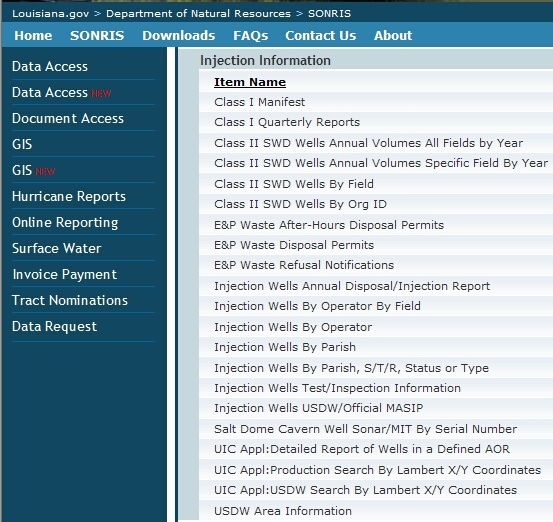 Louisiana.gov > Department of Natural Resources > SONRIS
Home SONRIS Downloads FAQs Contact Us About
Data Access
Data Access NEW
Document Access
GIS
GIS NEW
Hurricane Reports
Online Reporting
Surface Water
Invoice Payment
Tract Nominations
Data Request
Injection Information
Item Name
Class I Manifest
Class I Quarterly Reports
Class II SWD Wells Annual Volumes All Fields by Year
Class II SWD Wells Annual Volumes Specific Field By Year
Class II SWD Wells By Field
Class II SWD Wells By Org ID
E&P Waste After-Hours Disposal Permits
E&P Waste Disposal Permits
E&P Waste Refusal Notifications
Injection Wells Annual Disposal/Injection Report
Injection Wells By Operator By Field
Injection Wells By Operator
Injection Wells By Parish
Injection Wells By Parish, S/T/R, Status or Type
Injection Wells Test/Inspection Information
Injection Wells USDW/Official MASIP
Salt Dome Cavern Well Sonar/MIT By Serial Number
UIC Appl:Detailed Report of Wells in a Defined AOR
UIC Appl:Production Search By Lambert X/Y Coordinates
UIC Appl:USDW Search By Lambert X/Y Coordinates
USDW Area Information